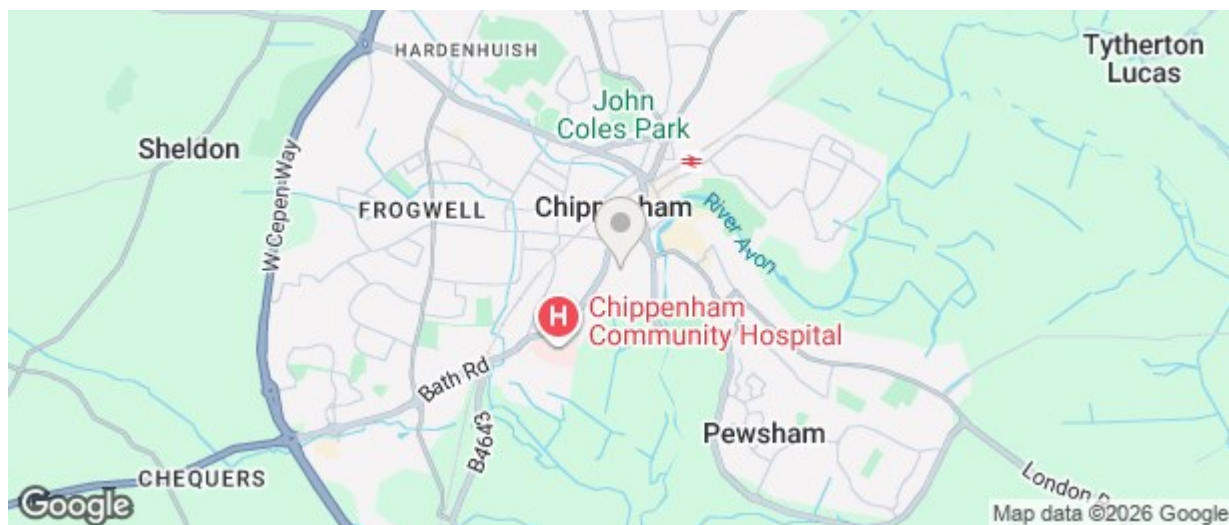 HARDENHUISH
Tytherton
Lucas
John
Coles Park
Sheldon
W Cepen Way
FROGWELL
Chippenham
River Avon
H
Chippenham
Community Hospital
Bath Rd
B4643
Pewsham
CHEQUERS
London
Google
Map data ©2026 Google